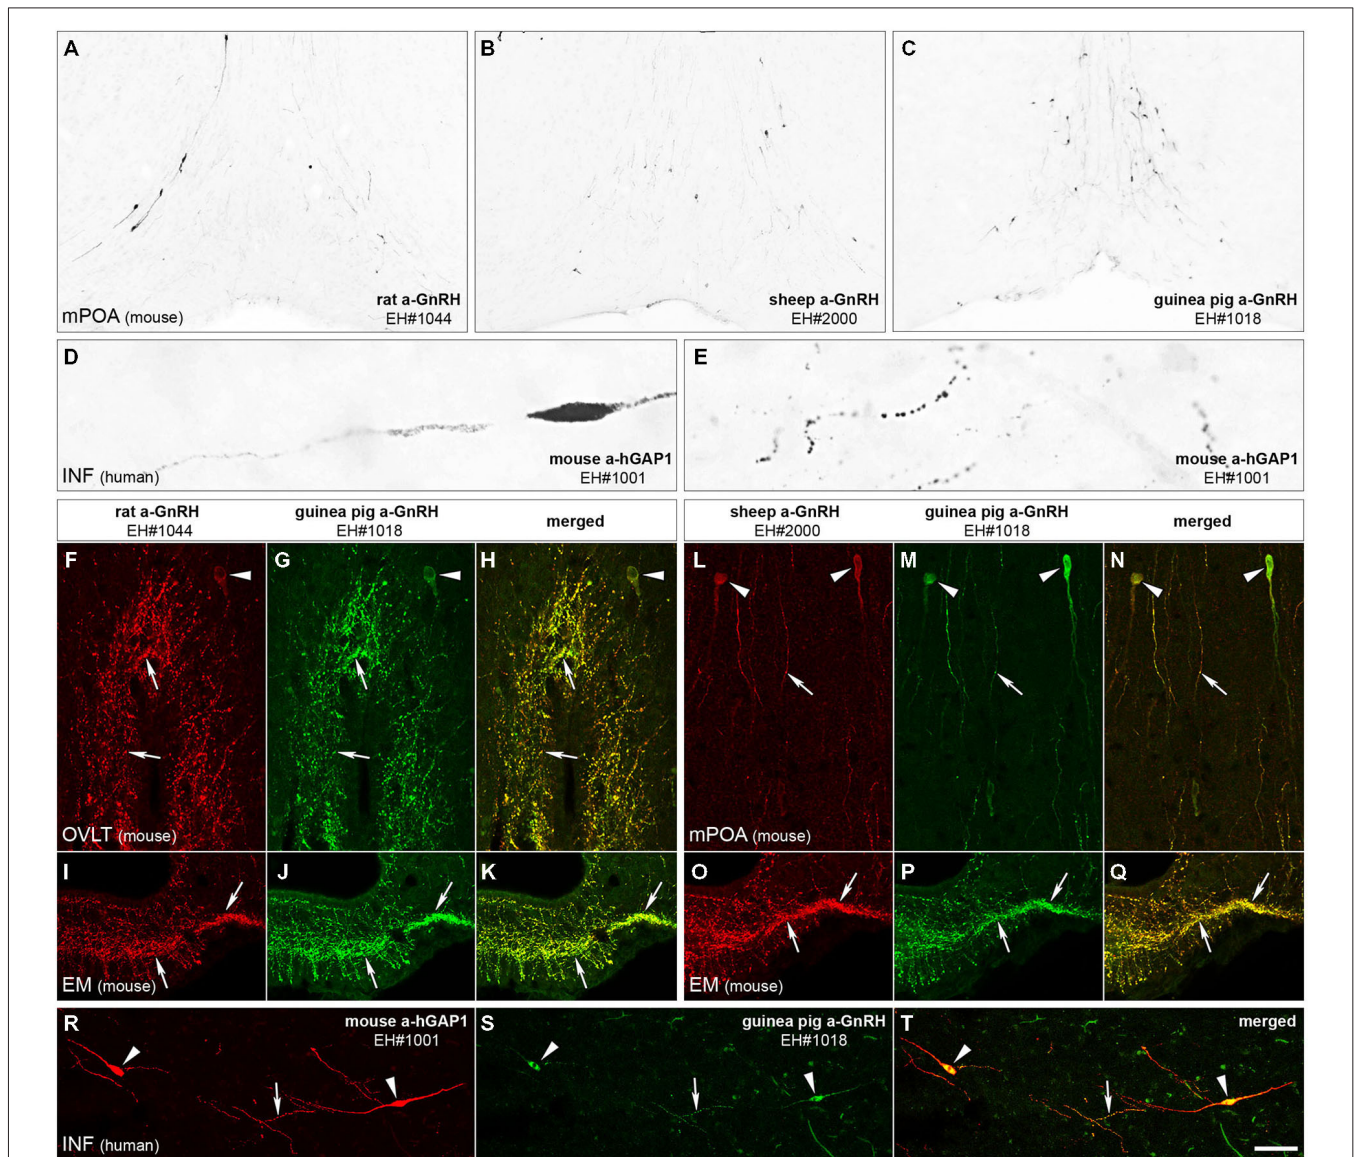 A
B
C
rat a-GnRH
EH#1044
mPOA (mouse)
sheep a-GnRH
EH#2000
guinea pig a-GnRH
EH#1018
D
E
mouse a-hGAP1
EH#1001
INF (human)
mouse a-hGAP1
EH#1001
rat a-GnRH
EH#1044
guinea pig a-GnRH
EH#1018
merged
sheep a-GnRH
EH#2000
guinea pig a-GnRH
EH#1018
merged
F
G
H
L
M
N
OVLT (mouse)
mPOA (mouse)
I
J
K
O
P
Q
EM (mouse)
EM (mouse)
R
mouse a-hGAP1
EH#1001
S
guinea pig a-GnRH
EH#1018
T
merged
INF (human)